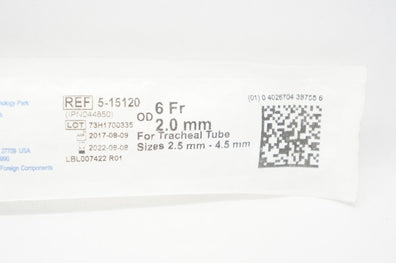 nology Park
REF 5-15120
(IPN044850)
LOT 73H1700335
2017-08-09
2022-08-08
LBL007422 R01
6 Fr
OD 2.0 mm
For Tracheal Tube
Sizes 2.5 mm - 4.5 mm
(01) 0 4026704 39755 6
27709 USA
Foreign Components